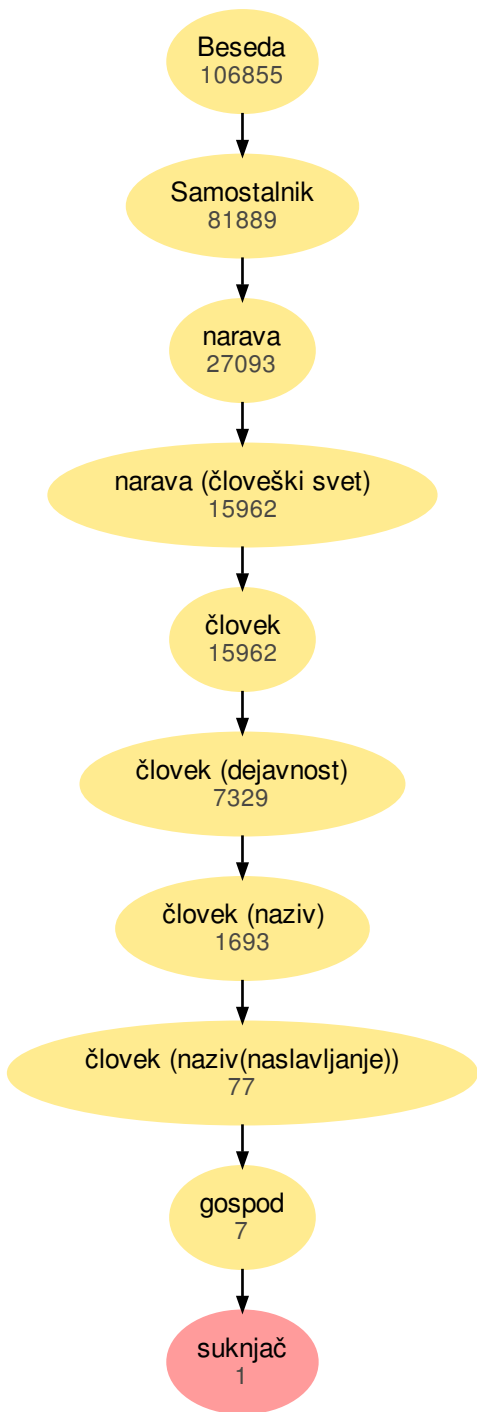 Beseda
106855
Samostalnik
81889
narava
27093
narava (človeški svet)
15962
človek
15962
človek (dejavnost)
7329
človek (naziv)
1693
človek (naziv(naslavljanje))
77
gospod
7
suknjač
1